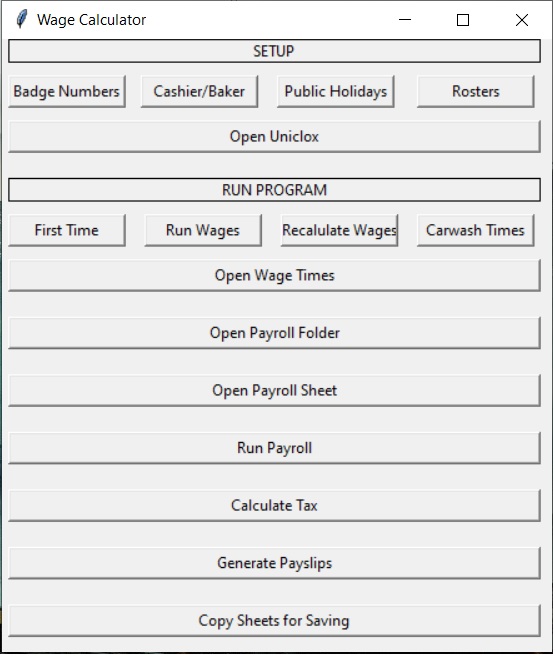 Wage Calculator
SETUP
Badge Numbers Cashier/Baker Public Holidays Rosters
Open Uniclox
RUN PROGRAM
First Time Run Wages Recalulate Wages Carwash Times
Open Wage Times
Open Payroll Folder
Open Payroll Sheet
Run Payroll
Calculate Tax
Generate Payslips
Copy Sheets for Saving